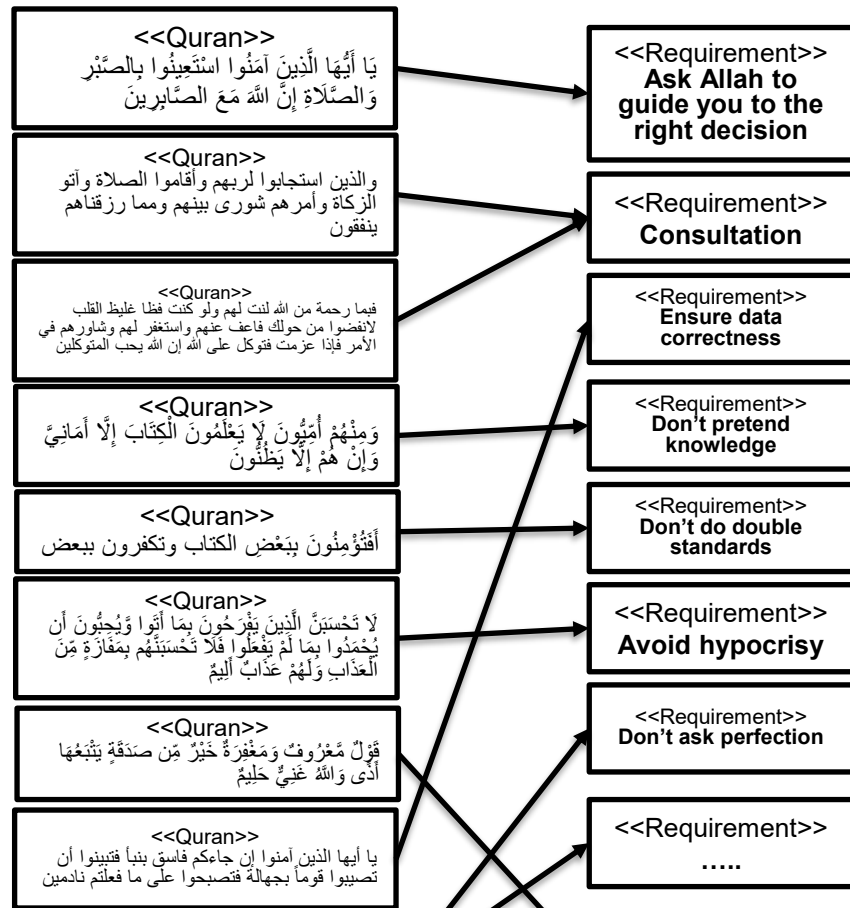 <<Quran>>
يَا أَيُّهَا الَّذِينَ آمَنُوا اسْتَعِينُوا بِالصَّبْرِ
وَالصَّلَاةِ إِنَّ اللَّهَ مَعَ الصَّابِرِينَ
<<Quran>>
والذين استجابوا لربهم وأقاموا الصلاة وآتو
الزكاة وأمرهم شورى بينهم ومما رزقناهم
ينفقون
<<Quran>>
فبما رحمة من الله لنت لهم ولو كنت فظا غليظ القلب
لانفضوا من حولك فاعف عنهم واستغفر لهم وشاورهم في
الأمر فإذا عزمت فتوكل على الله إن الله يحب المتوكلين
<<Quran>>
وَمِنْهُمْ أُمِّيُّونَ لَا يَعْلَمُونَ الْكِتَابَ إِلَّا أَمَانِيَّ
وَإِنْ هُمْ إِلَّا يَظُنُّونَ
<<Quran>>
أَفَتُؤْمِنُونَ بِبَعْضِ الكتاب وتكفرون ببعض
<<Quran>>
لَا تَحْسَبَنَّ الَّذِينَ يَفْرَحُونَ بِمَا أَتَوا وَّيُحِبُّونَ أَن
يُحْمَدُوا بِمَا لَمْ يَفْعَلُوا فَلَا تَحْسَبَنَّهُم بِمَفَازَةٍ مِّنَ
الْعَذَابِ وَلَهُمْ عَذَابٌ أَلِيمٌ
<<Quran>>
قَوْلٌ مَّعْرُوفٌ وَمَغْفِرَةٌ خَيْرٌ مِّن صَدَقَةٍ يَتْبَعُهَا
أَذًى وَاللَّهُ غَنِيٌّ حَلِيمٌ
<<Quran>>
يا أيها الذين آمنوا إن جاءكم فاسق بنبأ فتبينوا أن
تصيبوا قوماً بجهالة فتصبحوا على ما فعلتم نادمين
<<Requirement>>
Ask Allah to
guide you to the
right decision
<<Requirement>>
Consultation
<<Requirement>>
Ensure data
correctness
<<Requirement>>
Don't pretend
knowledge
<<Requirement>>
Don't do double
standards
<<Requirement>>
Avoid hypocrisy
<<Requirement>>
Don't ask perfection
<<Requirement>>
.....